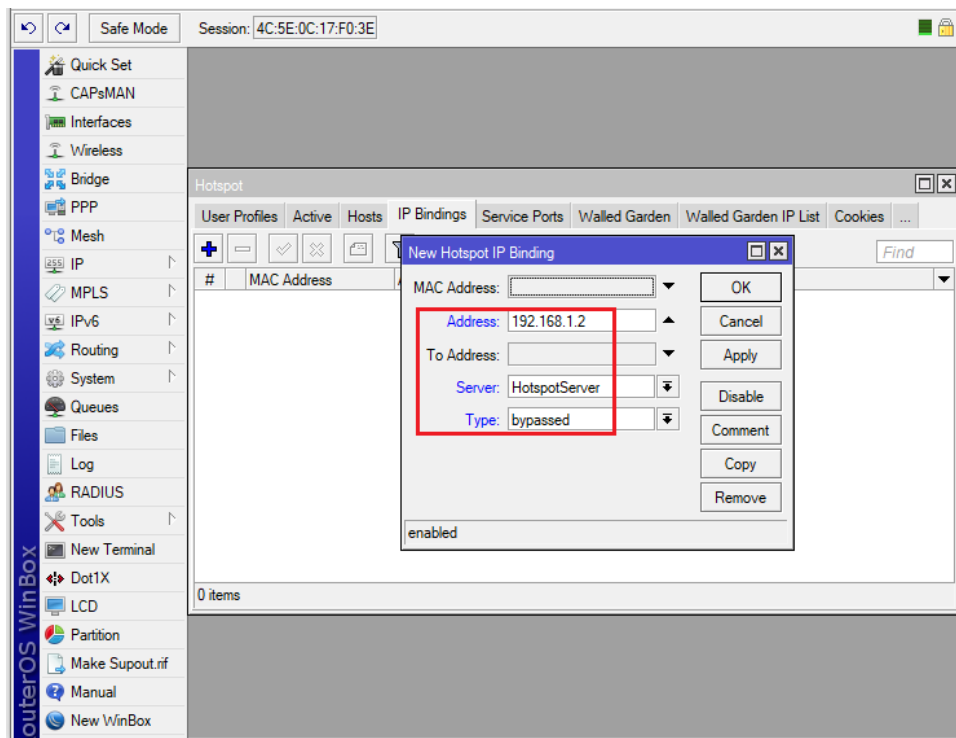 Safe Mode
Session: 4C:5E:0C:17:F0:3E
outerOS WinBox
Quick Set
CAPsMAN
Interfaces
Wireless
Bridge
PPP
Mesh
255 IP
MPLS
v6 IPv6
Routing
System
Queues
Files
Log
RADIUS
Tools
New Terminal
Dot1X
LCD
Partition
Make Supout.rif
Manual
New WinBox
Hotspot
User Profiles Active Hosts IP Bindings Service Ports Walled Garden Walled Garden IP List Cookies ...
Find
# MAC Address
New Hotspot IP Binding
MAC Address:
Address: 192.168.1.2
To Address:
Server: HotspotServer
Type: bypassed
OK
Cancel
Apply
Disable
Comment
Copy
Remove
enabled
0 items